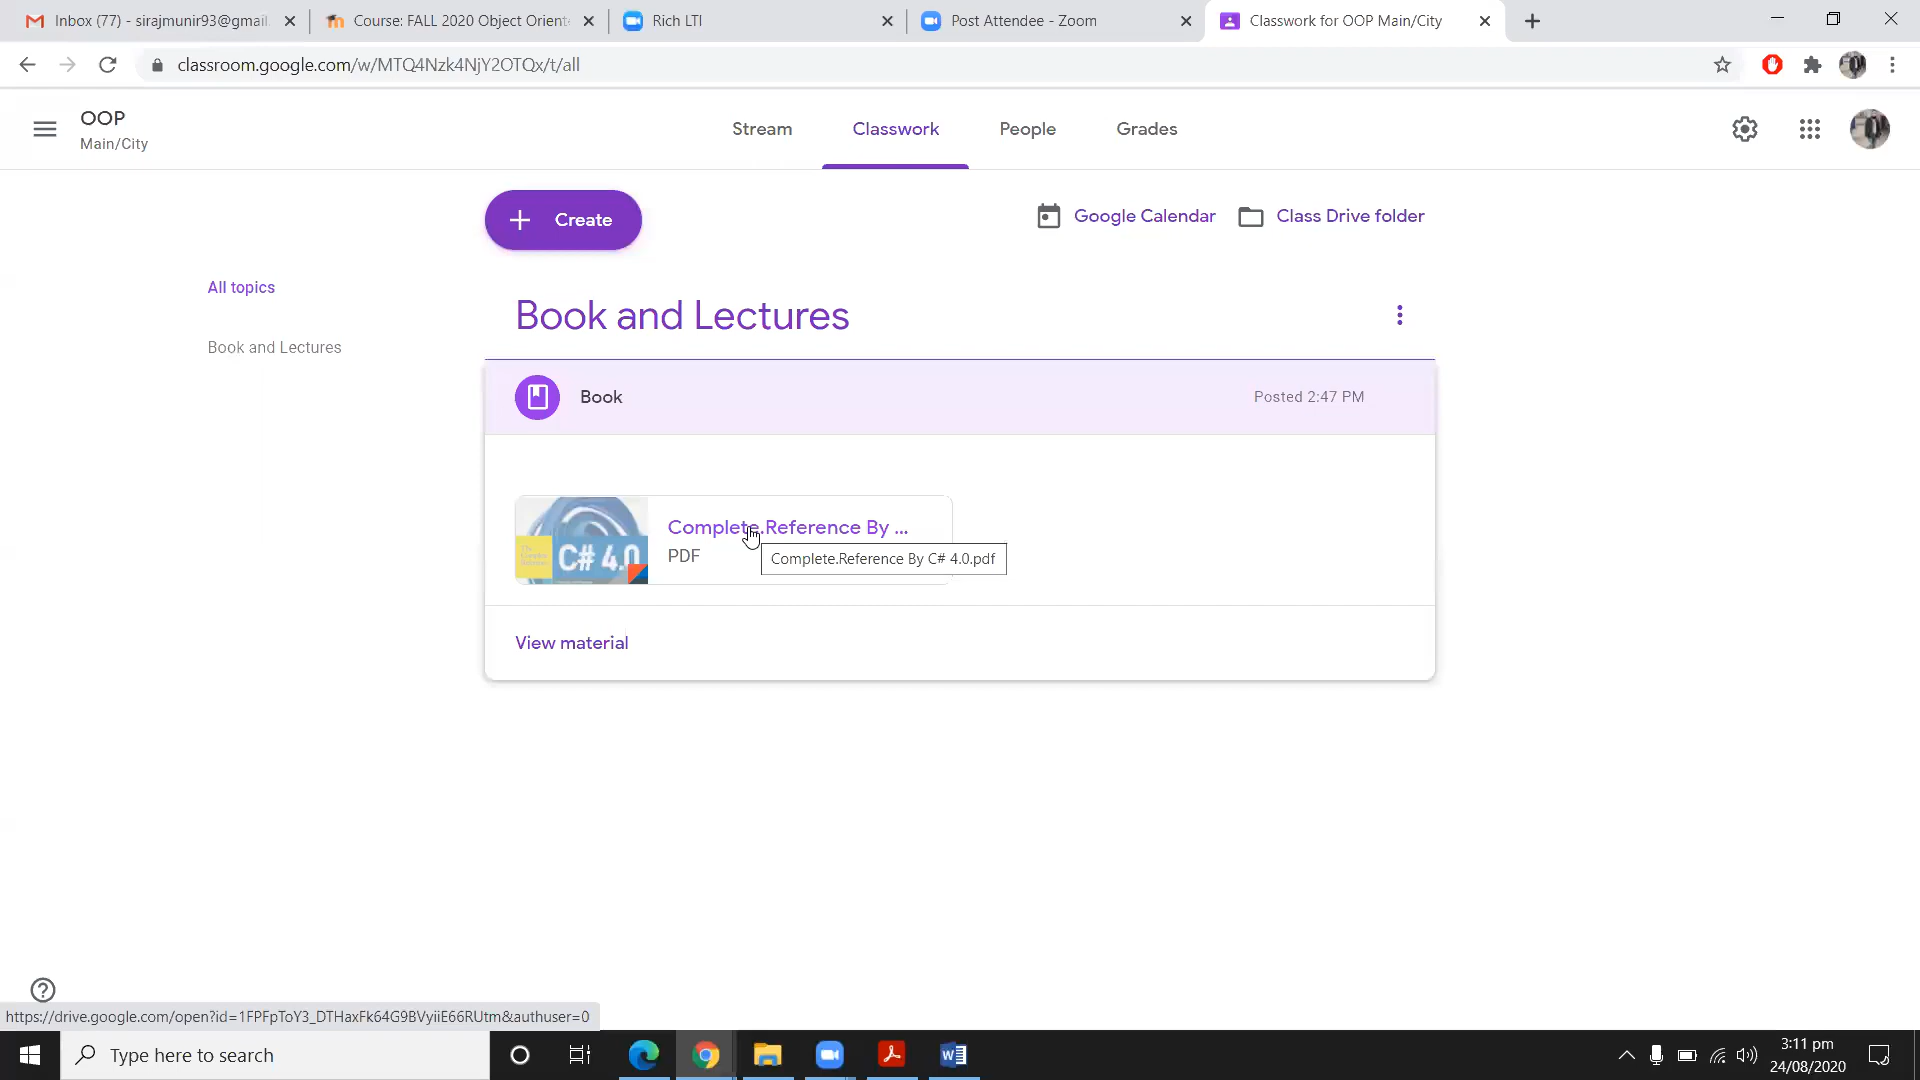 Inbox (77) - sirajmunir93@gmail.
Course: FALL 2020 Object Orient
Rich LTI
Post Attendee - Zoom
Classwork for OOP Main/City
classroom.google.com/w/MTQ4Nzk4NjY2OTQx/t/all
OOP
Main/City
Stream
Classwork
People
Grades
Create
Google Calendar
Class Drive folder
All topics
Book and Lectures
Book and Lectures
Book
Posted 2:47 PM
C# 4.0
Complete.Reference By ...
PDF
Complete.Reference By C# 4.0.pdf
View material
https://drive.google.com/open?id=1FPFpToY3_DTHaxFk64G9BVyiiE66RUtm&authuser=0
Type here to search
3:11 pm
24/08/2020